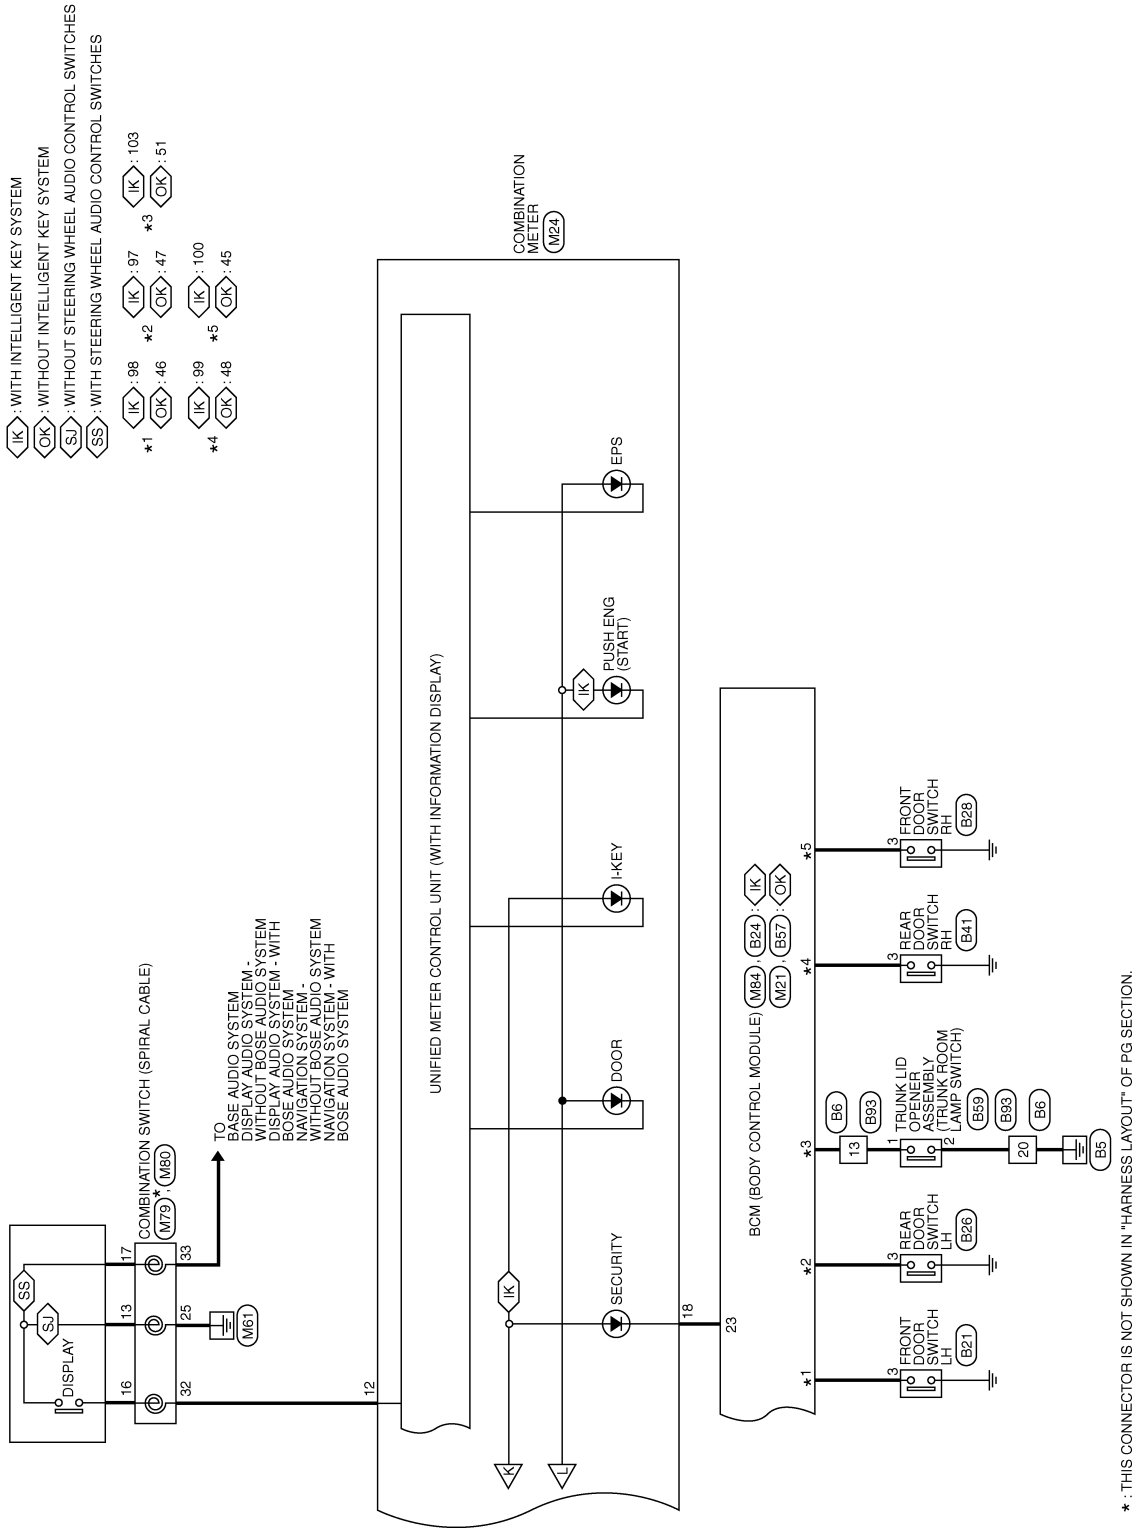 IK : WITH INTELLIGENT KEY SYSTEM
OK : WITHOUT INTELLIGENT KEY SYSTEM
SJ : WITHOUT STEERING WHEEL AUDIO CONTROL SWITCHES
SS : WITH STEERING WHEEL AUDIO CONTROL SWITCHES
*1 IK : 98
OK : 46
*2 IK : 97
OK : 47
*3 IK : 103
OK : 51
*4 IK : 99
OK : 48
*5 IK : 100
OK : 45
DISPLAY
SJ
SS
16 13 17
COMBINATION SWITCH (SPIRAL CABLE)
M79 * , M80
32 25 33
M61
TO
BASE AUDIO SYSTEM
DISPLAY AUDIO SYSTEM -
WITHOUT BOSE AUDIO SYSTEM
DISPLAY AUDIO SYSTEM - WITH
BOSE AUDIO SYSTEM
NAVIGATION SYSTEM -
WITHOUT BOSE AUDIO SYSTEM
NAVIGATION SYSTEM - WITH
BOSE AUDIO SYSTEM
12
COMBINATION
METER
M24
UNIFIED METER CONTROL UNIT (WITH INFORMATION DISPLAY)
K
IK
L
IK
SECURITY
DOOR
I-KEY
PUSH ENG
(START)
EPS
18
23
BCM (BODY CONTROL MODULE)
M84 , B24 : IK
M21 , B57 : OK
*1 *2 *3 *4 *5
3
FRONT
DOOR
SWITCH
LH
B21
3
REAR
DOOR
SWITCH
LH
B26
13
B6
B93
1
TRUNK LID
OPENER
ASSEMBLY
(TRUNK ROOM
LAMP SWITCH)
2
B59
B93
20
B6
B5
3
REAR
DOOR
SWITCH
RH
B41
3
FRONT
DOOR
SWITCH
RH
B28
* : THIS CONNECTOR IS NOT SHOWN IN "HARNESS LAYOUT" OF PG SECTION.